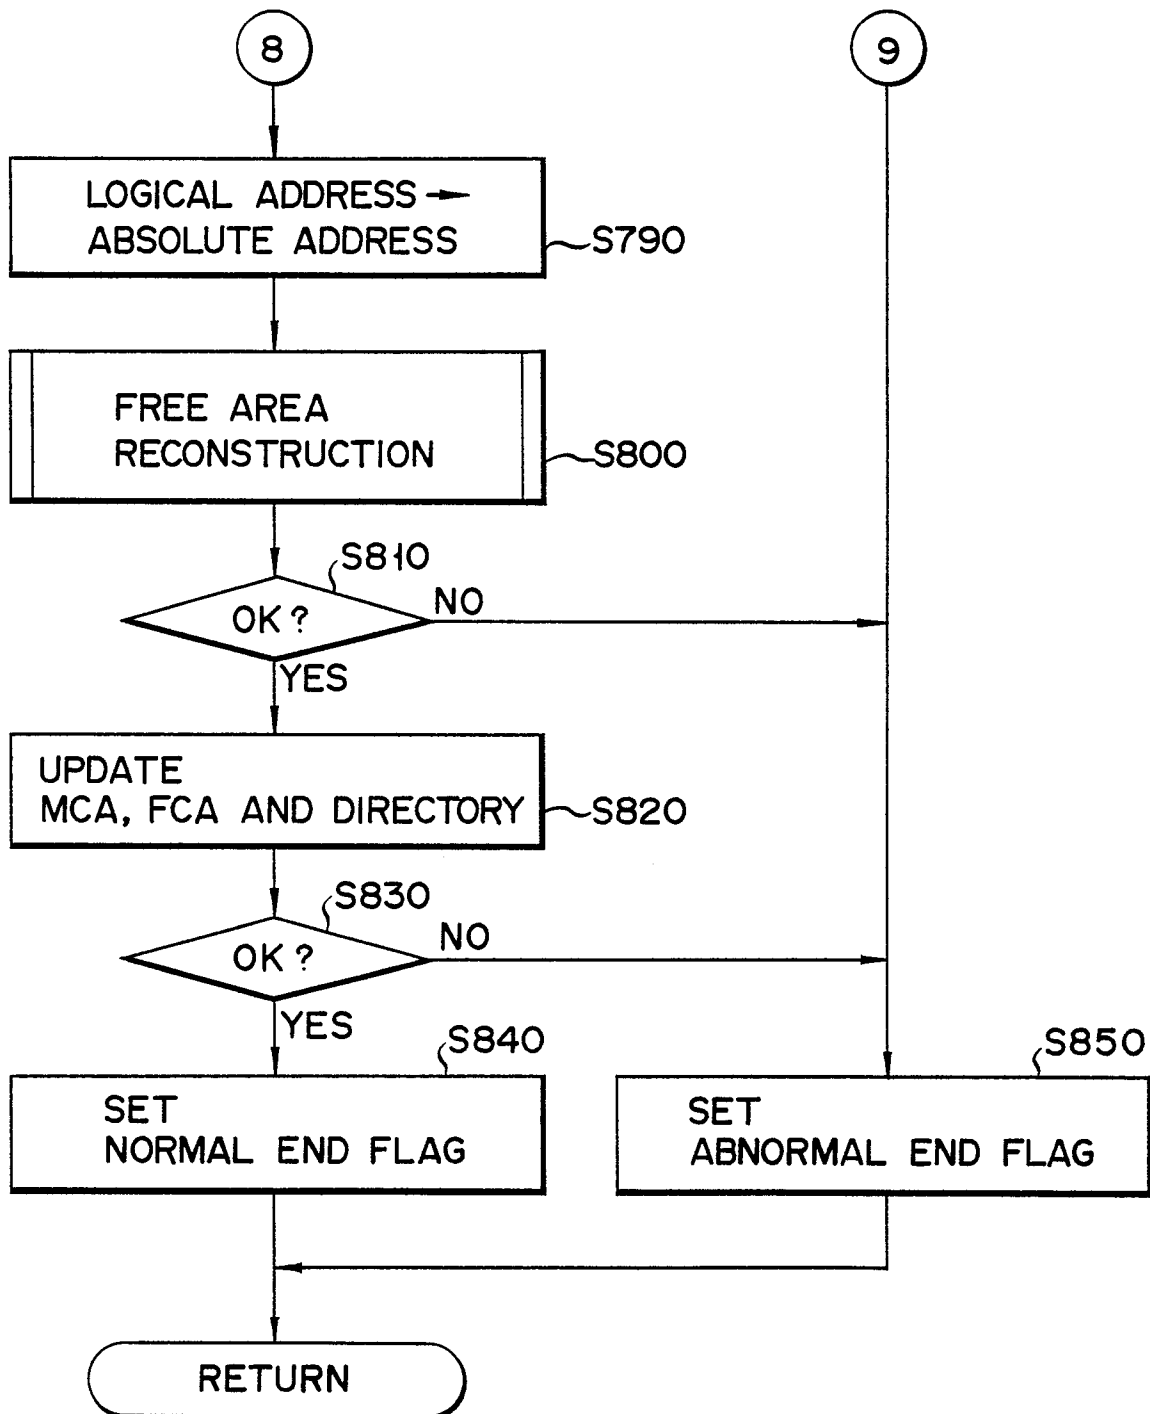 8
9
LOGICAL ADDRESS →
ABSOLUTE ADDRESS
S790
FREE AREA
RECONSTRUCTION
S800
S810
OK?
NO
YES
UPDATE
MCA, FCA AND DIRECTORY
S820
S830
OK?
NO
YES
S840
SET
NORMAL END FLAG
S850
SET
ABNORMAL END FLAG
RETURN